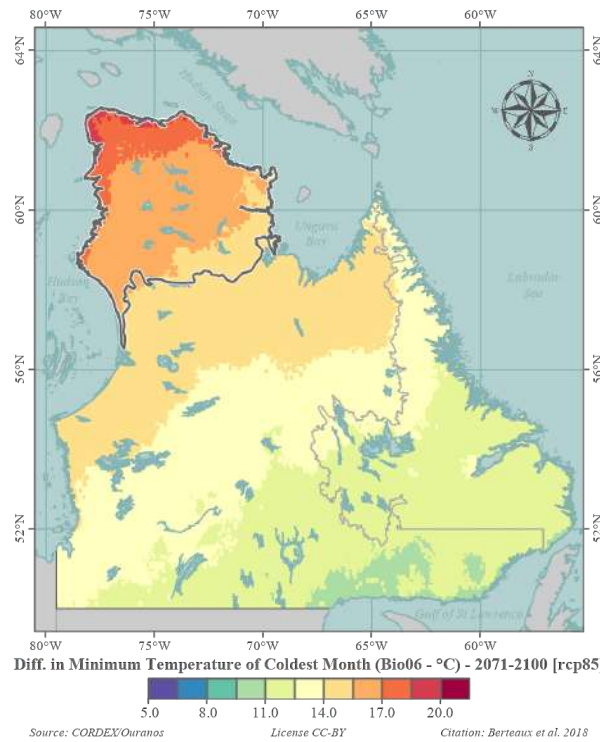 80°W 75°W 70°W 65°W 60°W
64°N 64°N
Hudson Strait
N
W E
S
60°N 60°N
Ungava
Bay
Hudson
Bay
Labrador
Sea
56°N 56°N
52°N 52°N
Gulf of St Lawrence
80°W 75°W 70°W 65°W 60°W
Diff. in Minimum Temperature of Coldest Month (Bio06 - °C) - 2071-2100 [rcp85]
5.0 8.0 11.0 14.0 17.0 20.0
Source: CORDEX/Ouranos License CC-BY Citation: Berteaux et al. 2018